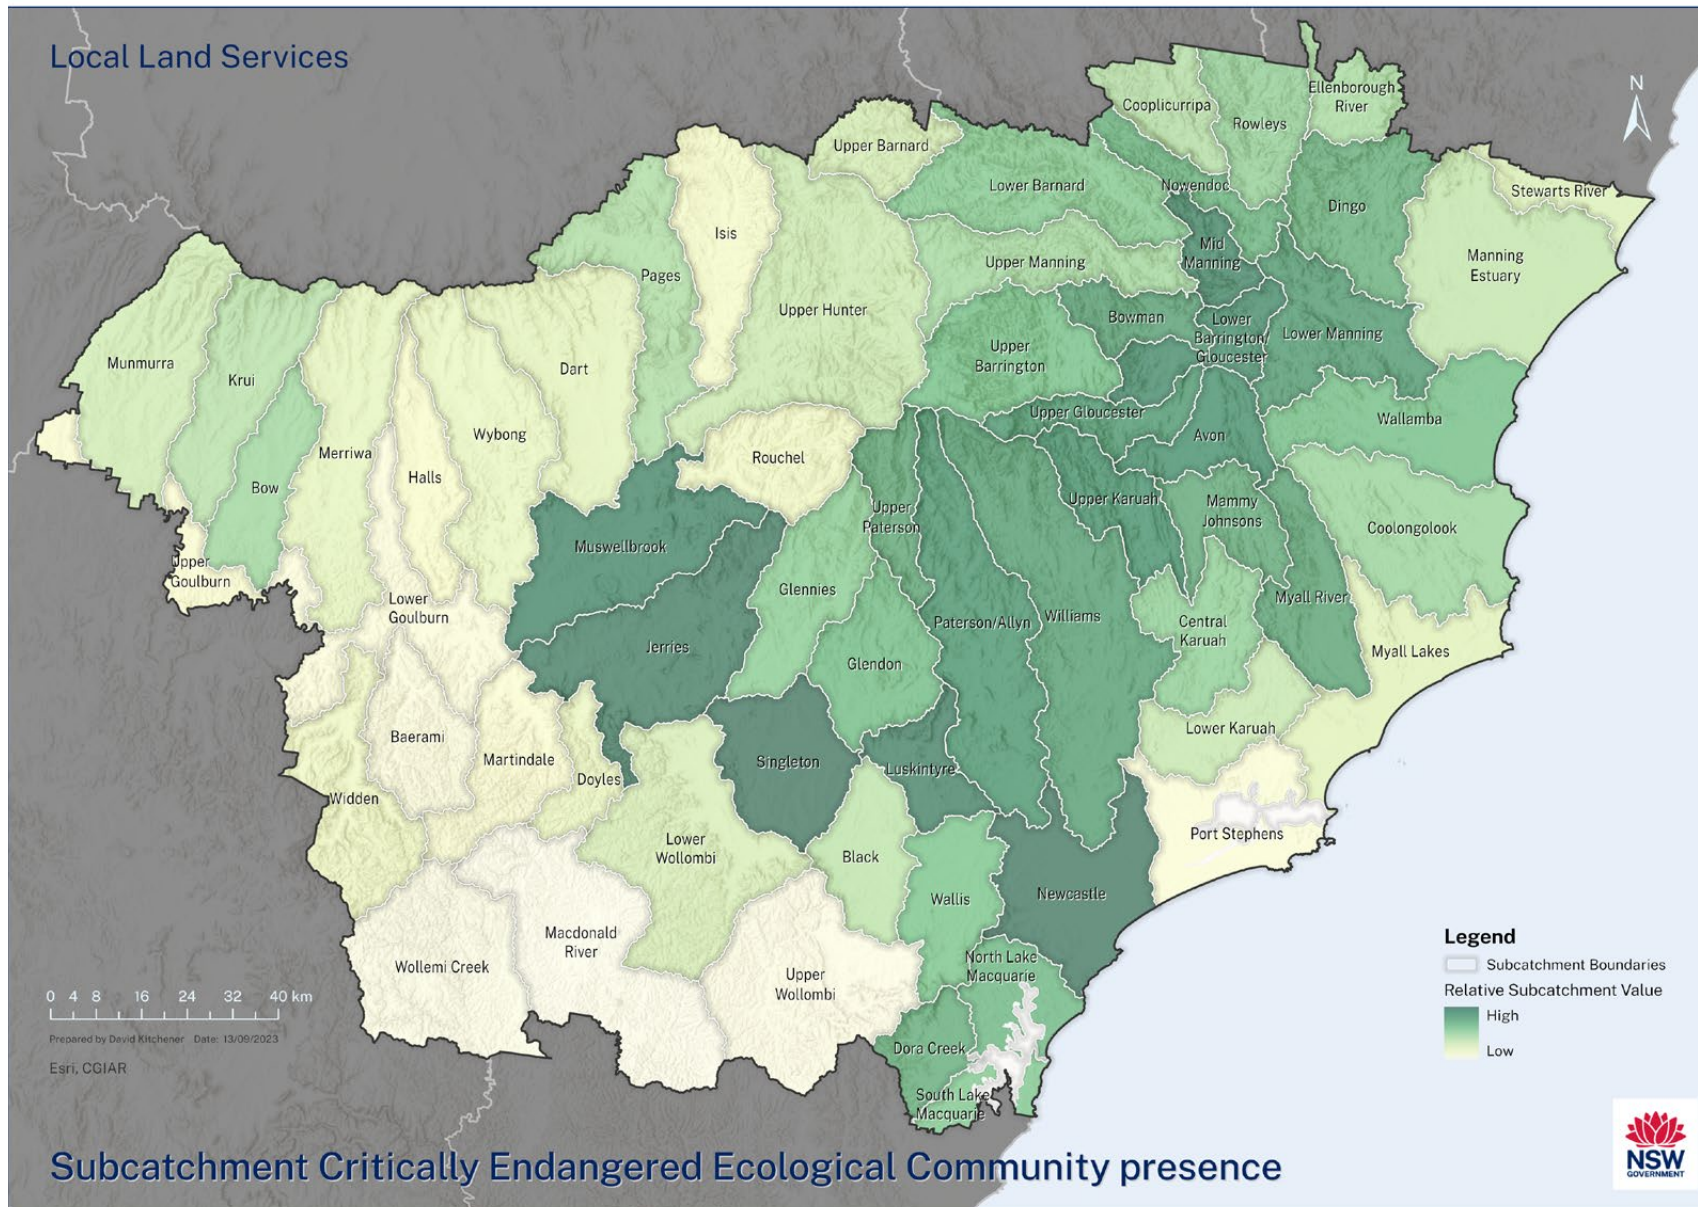 Local Land Services
N
Cooplicurripa
Rowleys
Ellenborough
River
Upper Barnard
Lower Barnard
Nowendoc
Dingo
Stewarts River
Isis
Pages
Upper Hunter
Upper Manning
Mid
Manning
Manning
Estuary
Munmurra
Krui
Bow
Merriwa
Halls
Wybong
Dart
Upper
Barrington
Bowman
Lower
Barrington/
Gloucester
Lower Manning
Upper Gloucester
Avon
Wallamba
Rouchel
Upper
Goulburn
Lower
Goulburn
Muswellbrook
Jerries
Glennies
Upper
Paterson
Glendon
Paterson/Allyn
Williams
Upper Karuah
Mammy
Johnsons
Coolongolook
Central
Karuah
Myall River
Myall Lakes
Lower Karuah
Port Stephens
Baerami
Martindale
Doyles
Widden
Singleton
Luskintyre
Lower
Wollombi
Black
Wallis
Newcastle
Wollemi Creek
Macdonald
River
Upper
Wollombi
North Lake
Macquarie
Dora Creek
South Lake
Macquarie
0 4 8 16 24 32 40 km
Prepared by David Kitchener Date: 13/09/2023
Esri, CGIAR
Legend
Subcatchment Boundaries
Relative Subcatchment Value
High
Low
Subcatchment Critically Endangered Ecological Community presence
NSW
GOVERNMENT